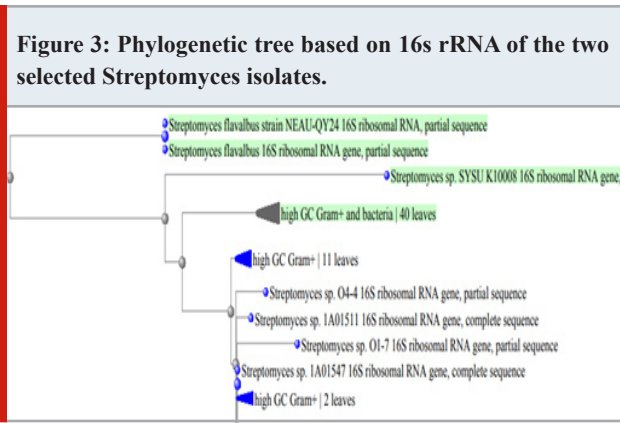 Figure 3: Phylogenetic tree based on 16s rRNA of the two
selected Streptomyces isolates.
Streptomyces flavalbus strain NEAU-QY24 16S ribosomal RNA, partial sequence
Streptomyces flavalbus 16S ribosomal RNA gene, partial sequence
Streptomyces sp. SYSU K10008 16S ribosomal RNA gene,
high GC Gram+ and bacteria | 40 leaves
high GC Gram+ | 11 leaves
Streptomyces sp. O4-4 16S ribosomal RNA gene, partial sequence
Streptomyces sp. 1A01511 16S ribosomal RNA gene, complete sequence
Streptomyces sp. O1-7 16S ribosomal RNA gene, partial sequence
Streptomyces sp. 1A01547 16S ribosomal RNA gene, complete sequence
high GC Gram+ | 2 leaves